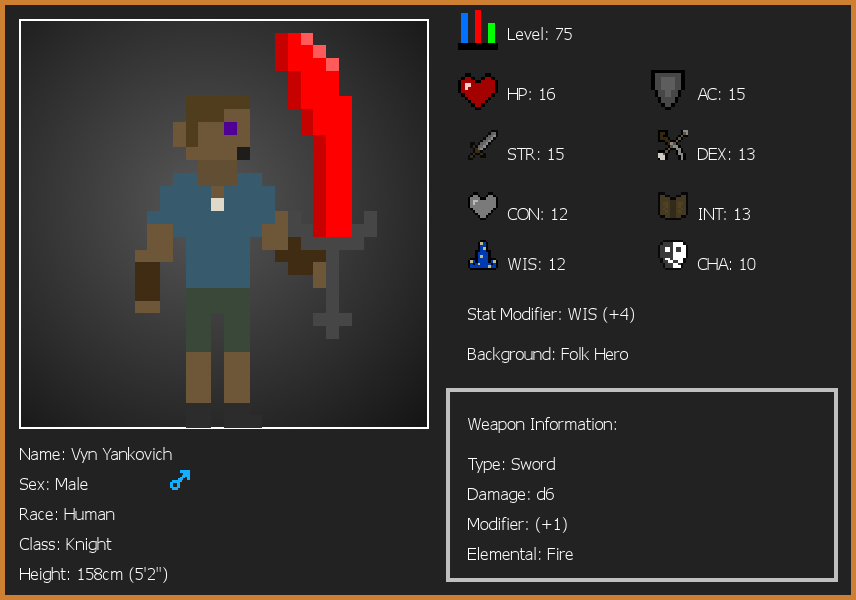 Level: 75
HP: 16
AC: 15
STR: 15
DEX: 13
CON: 12
INT: 13
WIS: 12
CHA: 10
Stat Modifier: WIS (+4)
Background: Folk Hero
Weapon Information:
Type: Sword
Damage: d6
Modifier: (+1)
Elemental: Fire
Name: Vyn Yankovich
Sex: Male
Race: Human
Class: Knight
Height: 158cm (5'2")